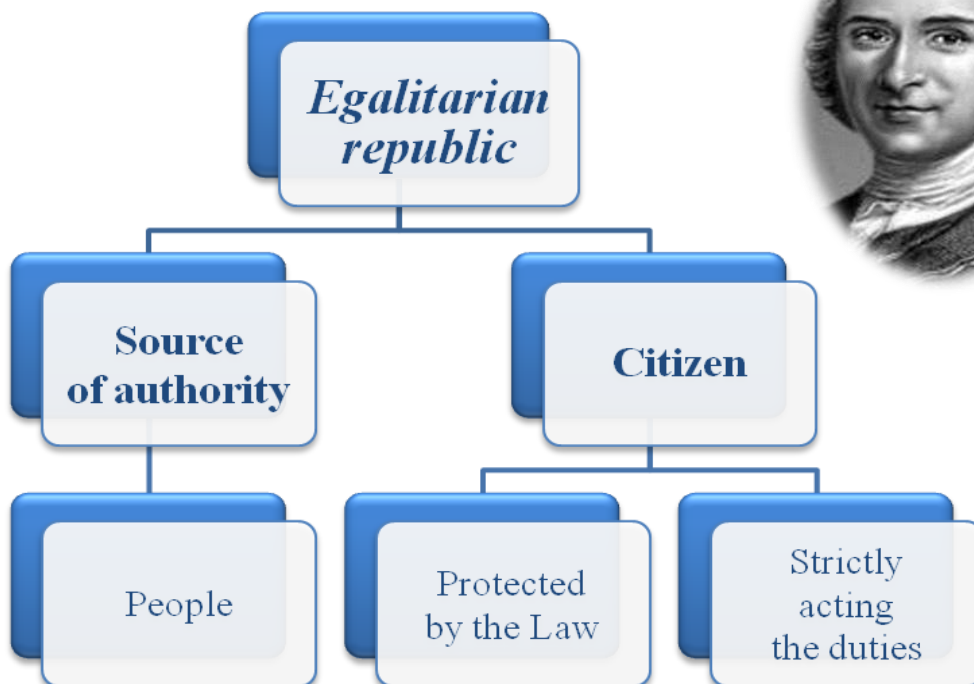 Egalitarian
republic
Source
of authority
Citizen
People
Protected
by the Law
Strictly
acting
the duties